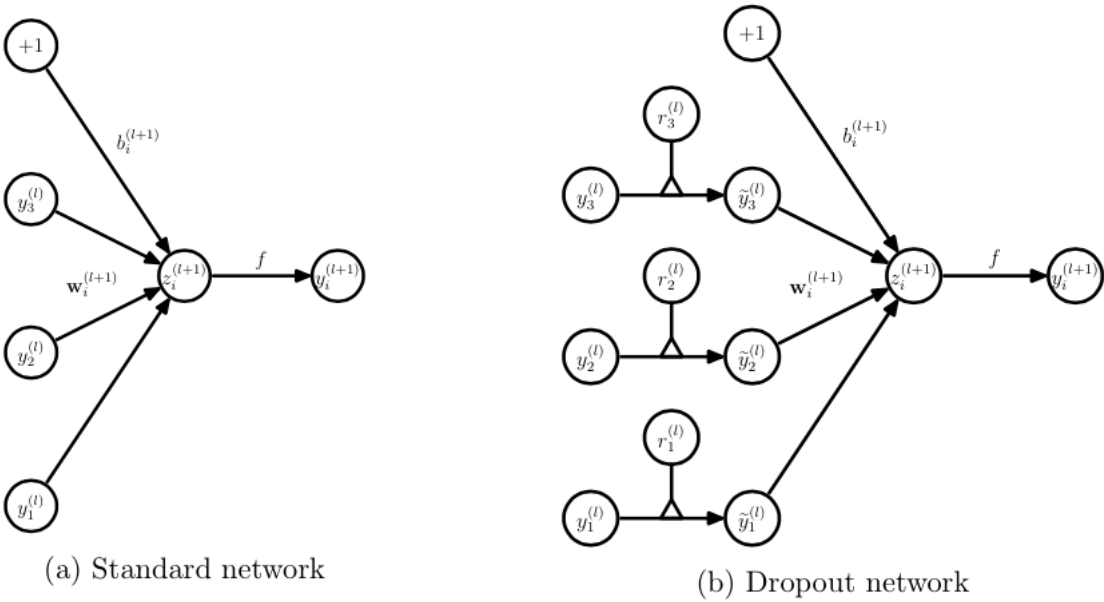 +1
b_i^{(l+1)}
y_3^{(l)}
w_i^{(l+1)}
z_i^{(l+1)}
f
y_i^{(l+1)}
y_2^{(l)}
y_1^{(l)}
(a) Standard network
+1
b_i^{(l+1)}
r_3^{(l)}
y_3^{(l)}
ỹ_3^{(l)}
r_2^{(l)}
w_i^{(l+1)}
z_i^{(l+1)}
f
y_i^{(l+1)}
y_2^{(l)}
ỹ_2^{(l)}
r_1^{(l)}
y_1^{(l)}
ỹ_1^{(l)}
(b) Dropout network